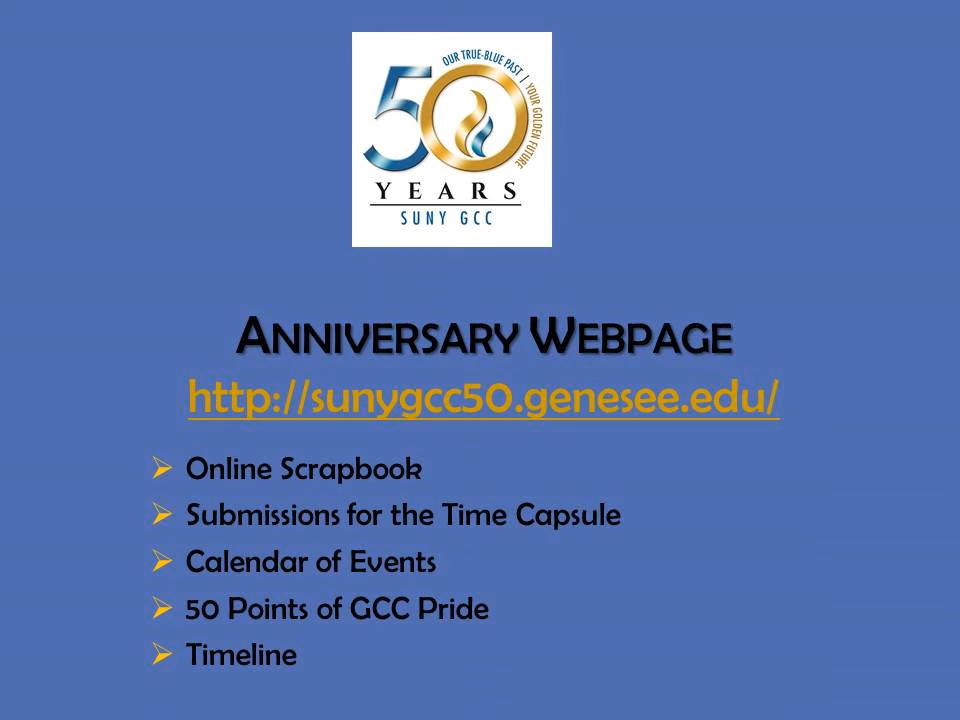 OUR TRUE-BLUE PAST | YOUR GOLDEN FUTURE
50
YEARS
SUNY GCC
ANNIVERSARY WEBPAGE
http://sunygcc50.genesee.edu/
Online Scrapbook
Submissions for the Time Capsule
Calendar of Events
50 Points of GCC Pride
Timeline